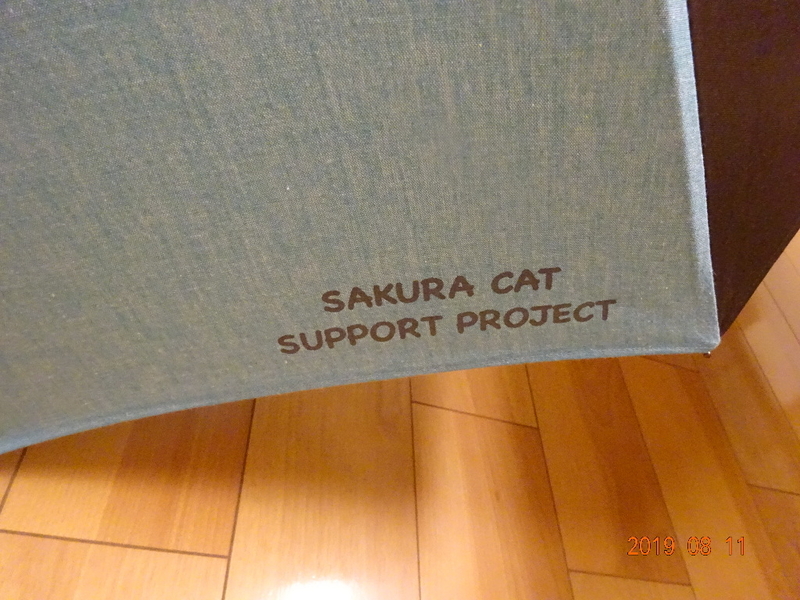 SAKURA CAT
SUPPORT PROJECT
2019 08 11